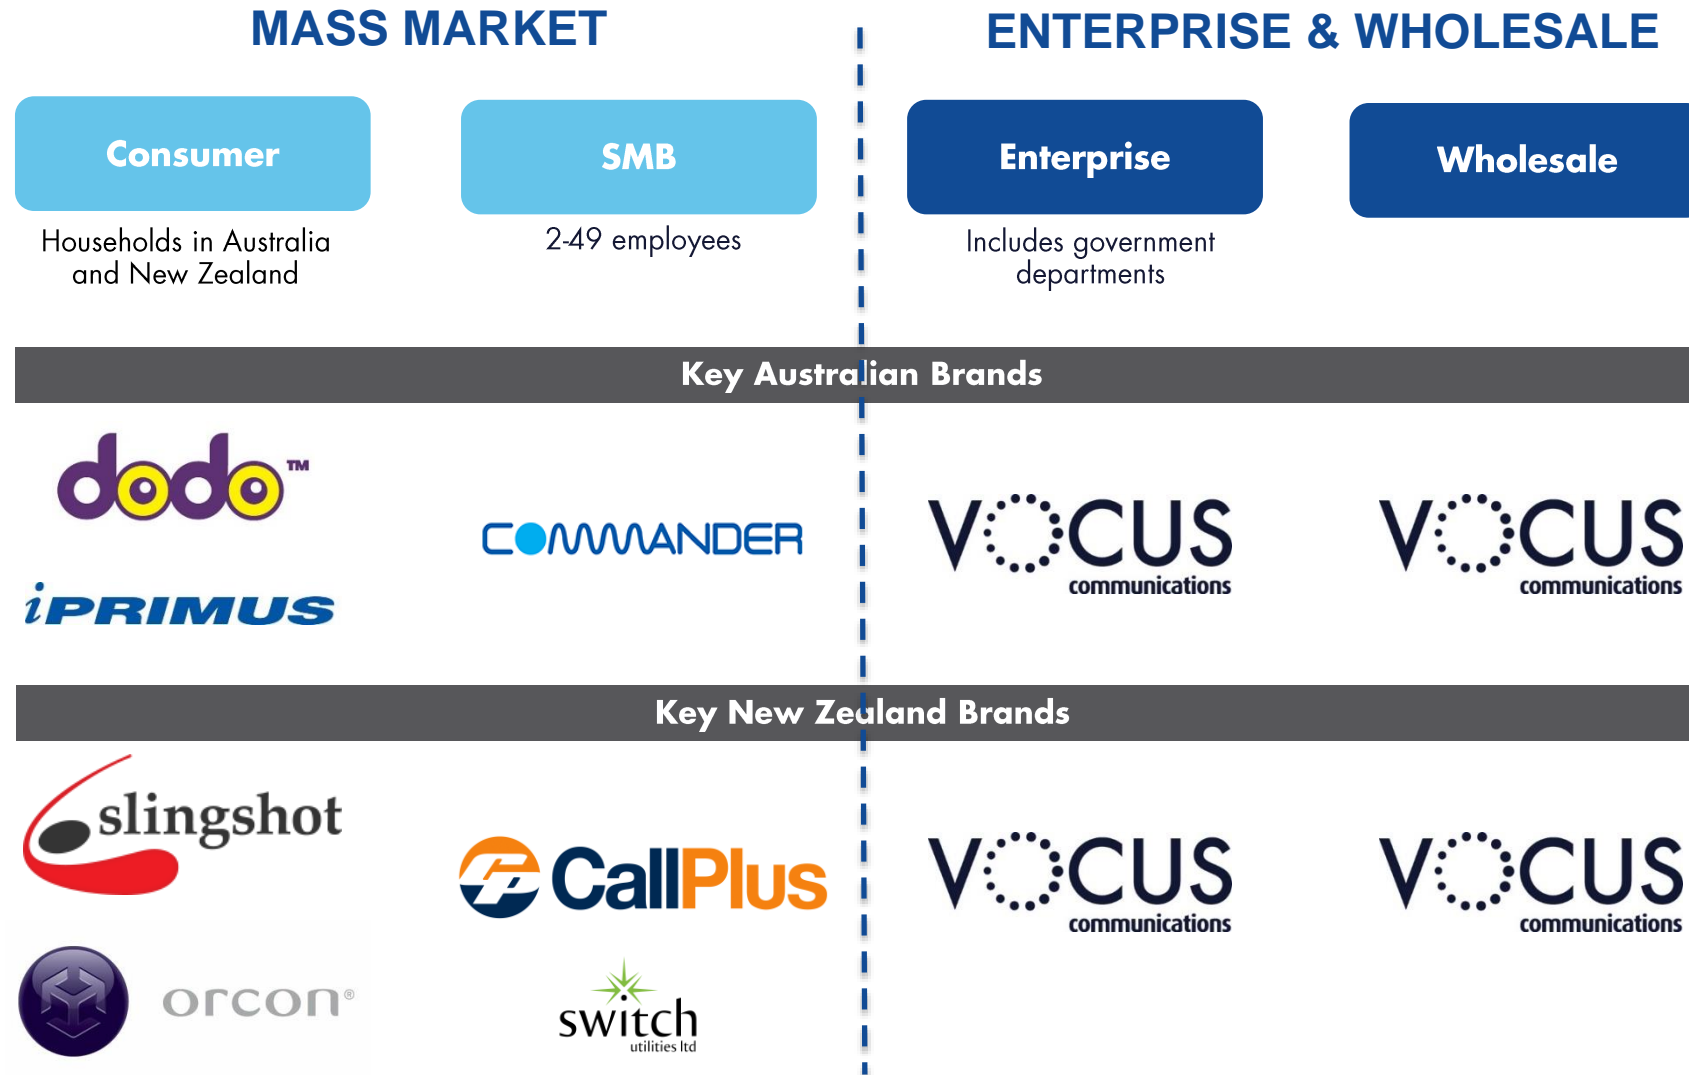 MASS MARKET
ENTERPRISE & WHOLESALE
Consumer
SMB
Enterprise
Wholesale
Households in Australia
and New Zealand
2-49 employees
Includes government
departments
Key Australian Brands
dodo™
iPRIMUS
COMMANDER
VOCUS
communications
VOCUS
communications
Key New Zealand Brands
slingshot
orcon®
CallPlus
switch
utilities ltd
VOCUS
communications
VOCUS
communications